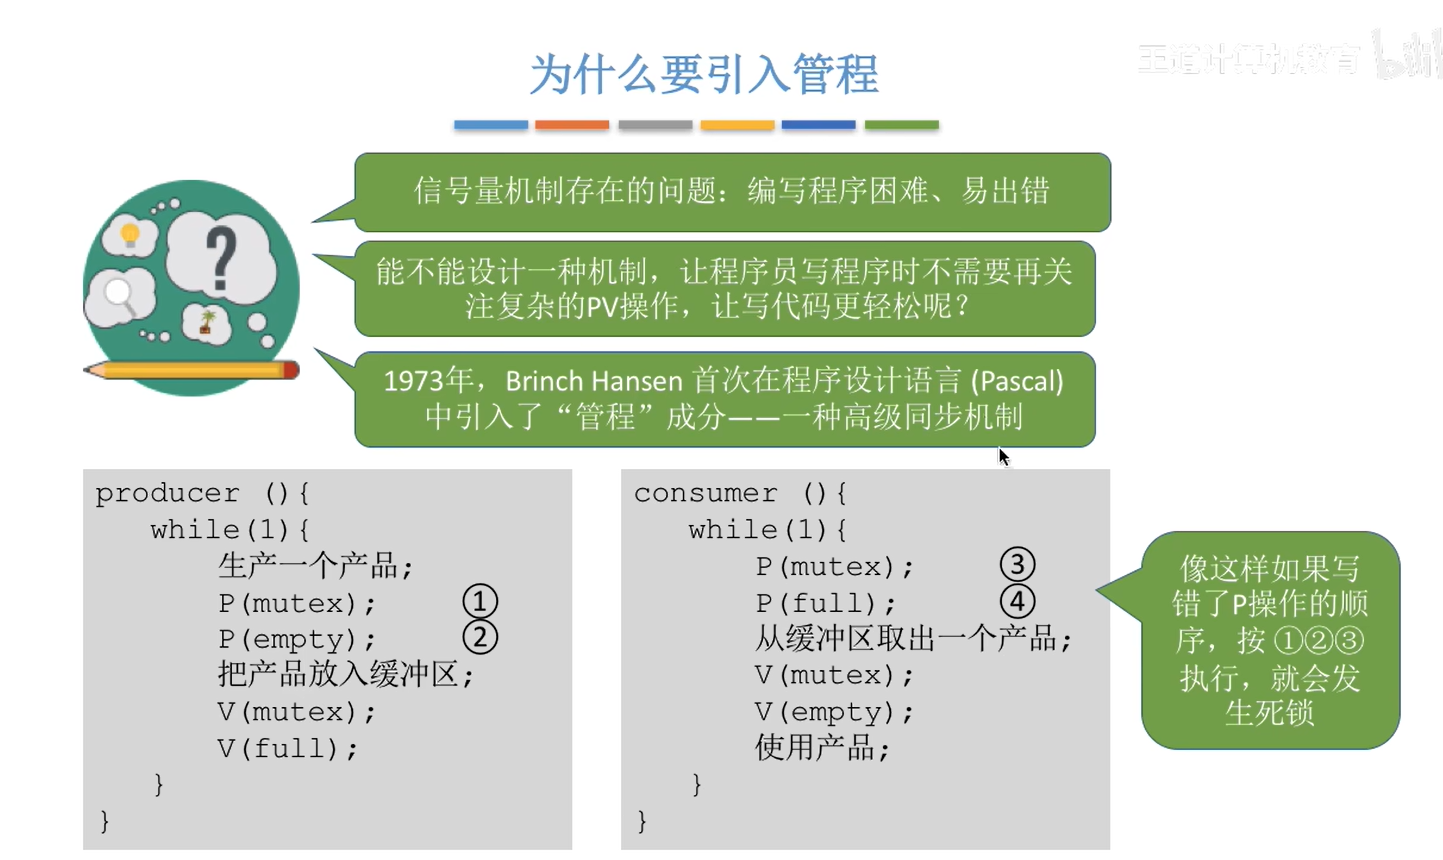 王道计算机教育
bilibili
为什么要引入管程
信号量机制存在的问题：编写程序困难、易出错
能不能设计一种机制，让程序员写程序时不需要再关
注复杂的PV操作，让写代码更轻松呢？
1973年，Brinch Hansen 首次在程序设计语言 (Pascal)
中引入了“管程”成分——一种高级同步机制
producer (){
while(1){
生产一个产品;
P(mutex); ①
P(empty); ②
把产品放入缓冲区;
V(mutex);
V(full);
}
}
consumer (){
while(1){
P(mutex); ③
P(full); ④
从缓冲区取出一个产品;
V(mutex);
V(empty);
使用产品;
}
}
像这样如果写
错了P操作的顺
序，按 ①②③
执行，就会发
生死锁